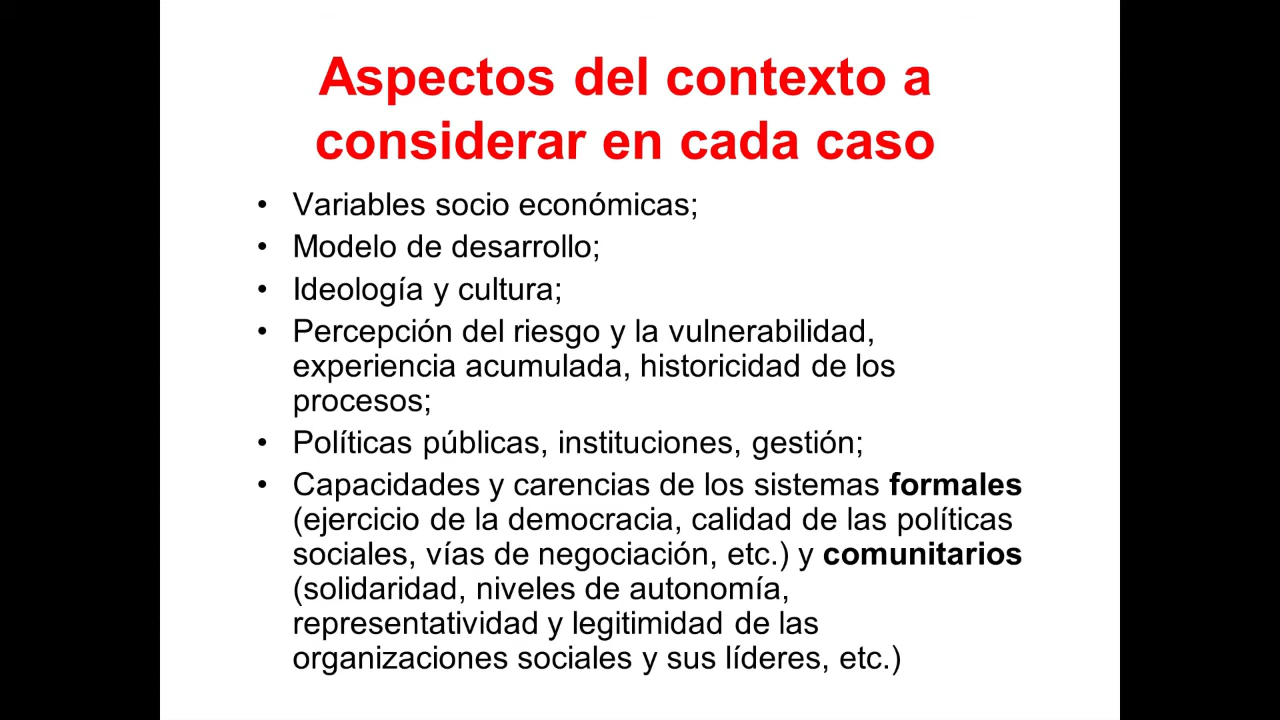 Aspectos del contexto a
considerar en cada caso
• Variables socio económicas;
• Modelo de desarrollo;
• Ideología y cultura;
• Percepción del riesgo y la vulnerabilidad,
experiencia acumulada, historicidad de los
procesos;
• Políticas públicas, instituciones, gestión;
• Capacidades y carencias de los sistemas formales
(ejercicio de la democracia, calidad de las políticas
sociales, vías de negociación, etc.) y comunitarios
(solidaridad, niveles de autonomía,
representatividad y legitimidad de las
organizaciones sociales y sus líderes, etc.)